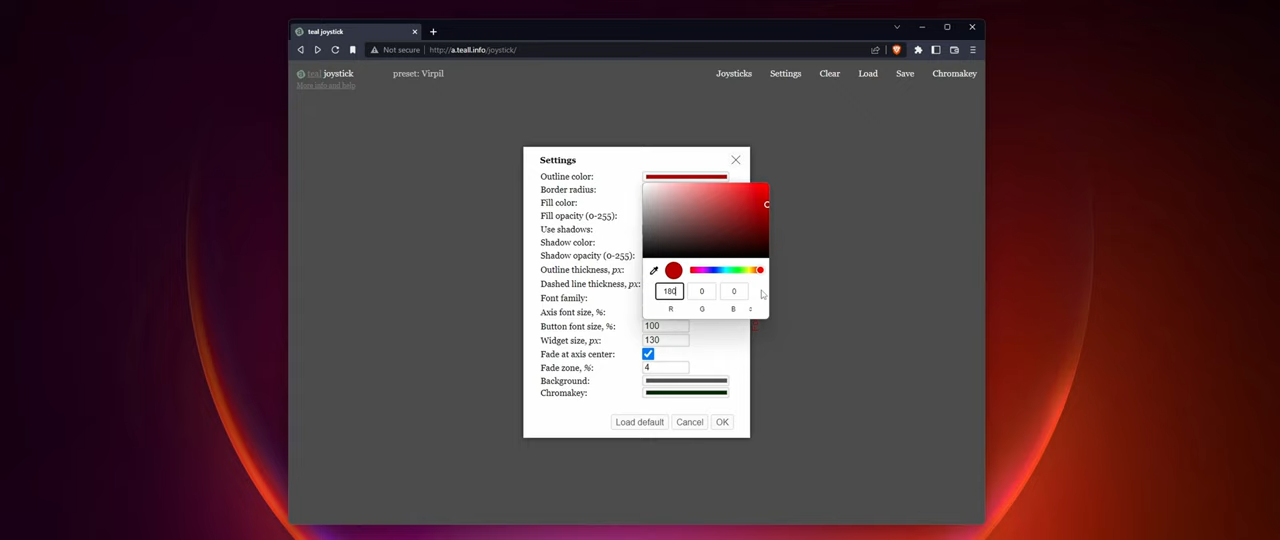 teal joystick
Not secure http://a.teall.info/joystick/
teal joystick preset: Virpil Joysticks Settings Clear Load Save Chromakey
More info and help
Settings
Outline color:
Border radius:
Fill color:
Fill opacity (0-255):
Use shadows:
Shadow color:
Shadow opacity (0-255):
Outline thickness, px:
Dashed line thickness, px:
180 0 0
Font family:
R G B
Axis font size, %:
Button font size, %: 100
Widget size, px: 130
Fade at axis center:
Fade zone, %: 4
Background:
Chromakey:
Load default Cancel OK